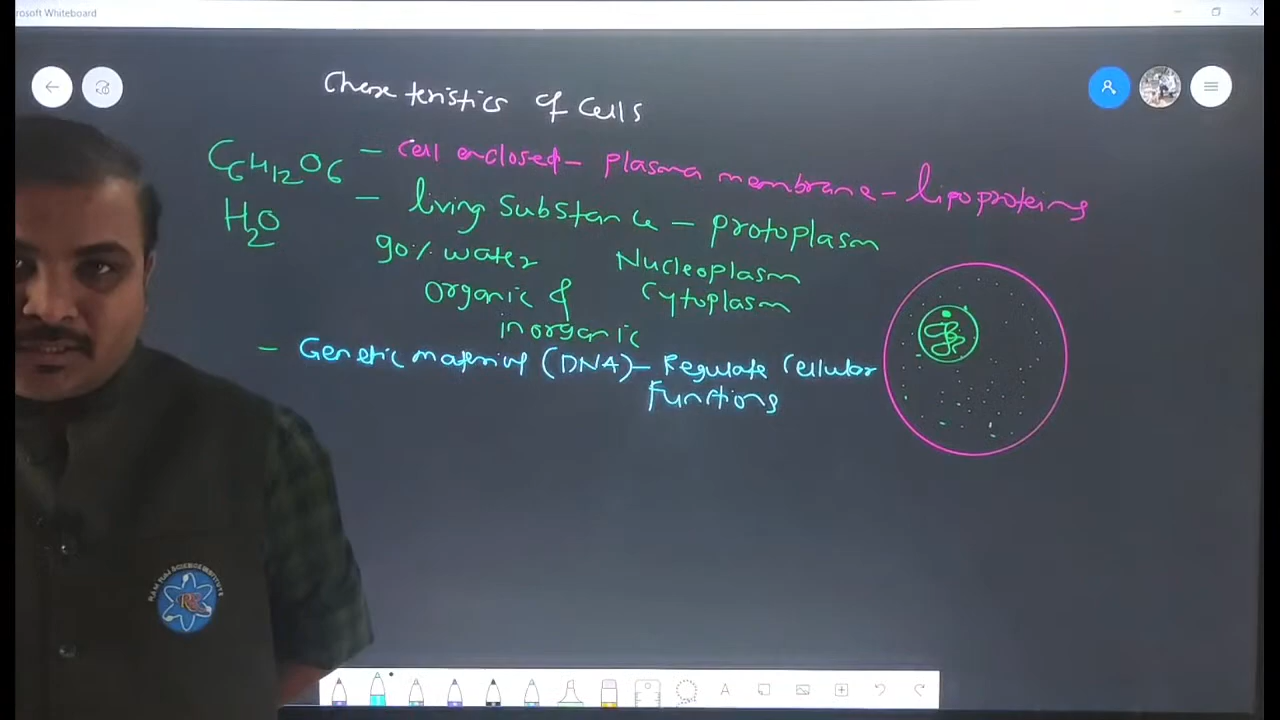 rosoft Whiteboard
Characteristics of Cells
C6H12O6 - Cell enclosed - plasma membrane - lipoproteins
H2O - living Substance - protoplasm
90% water Nucleoplasm
Organic & Cytoplasm
inorganic
- Genetic material (DNA) - Regulate Cellular
Functions
A